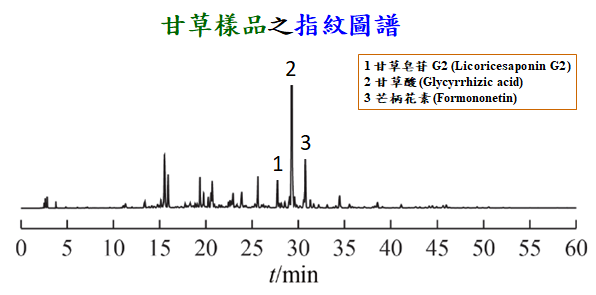 甘草樣品之指紋圖譜
1 甘草皂苷 G2 (Licoricesaponin G2)
2 甘草酸 (Glycyrrhizic acid)
3 芒柄花素 (Formononetin)
2
3
1
0 5 10 15 20 25 30 35 40 45 50 55 60
t/min